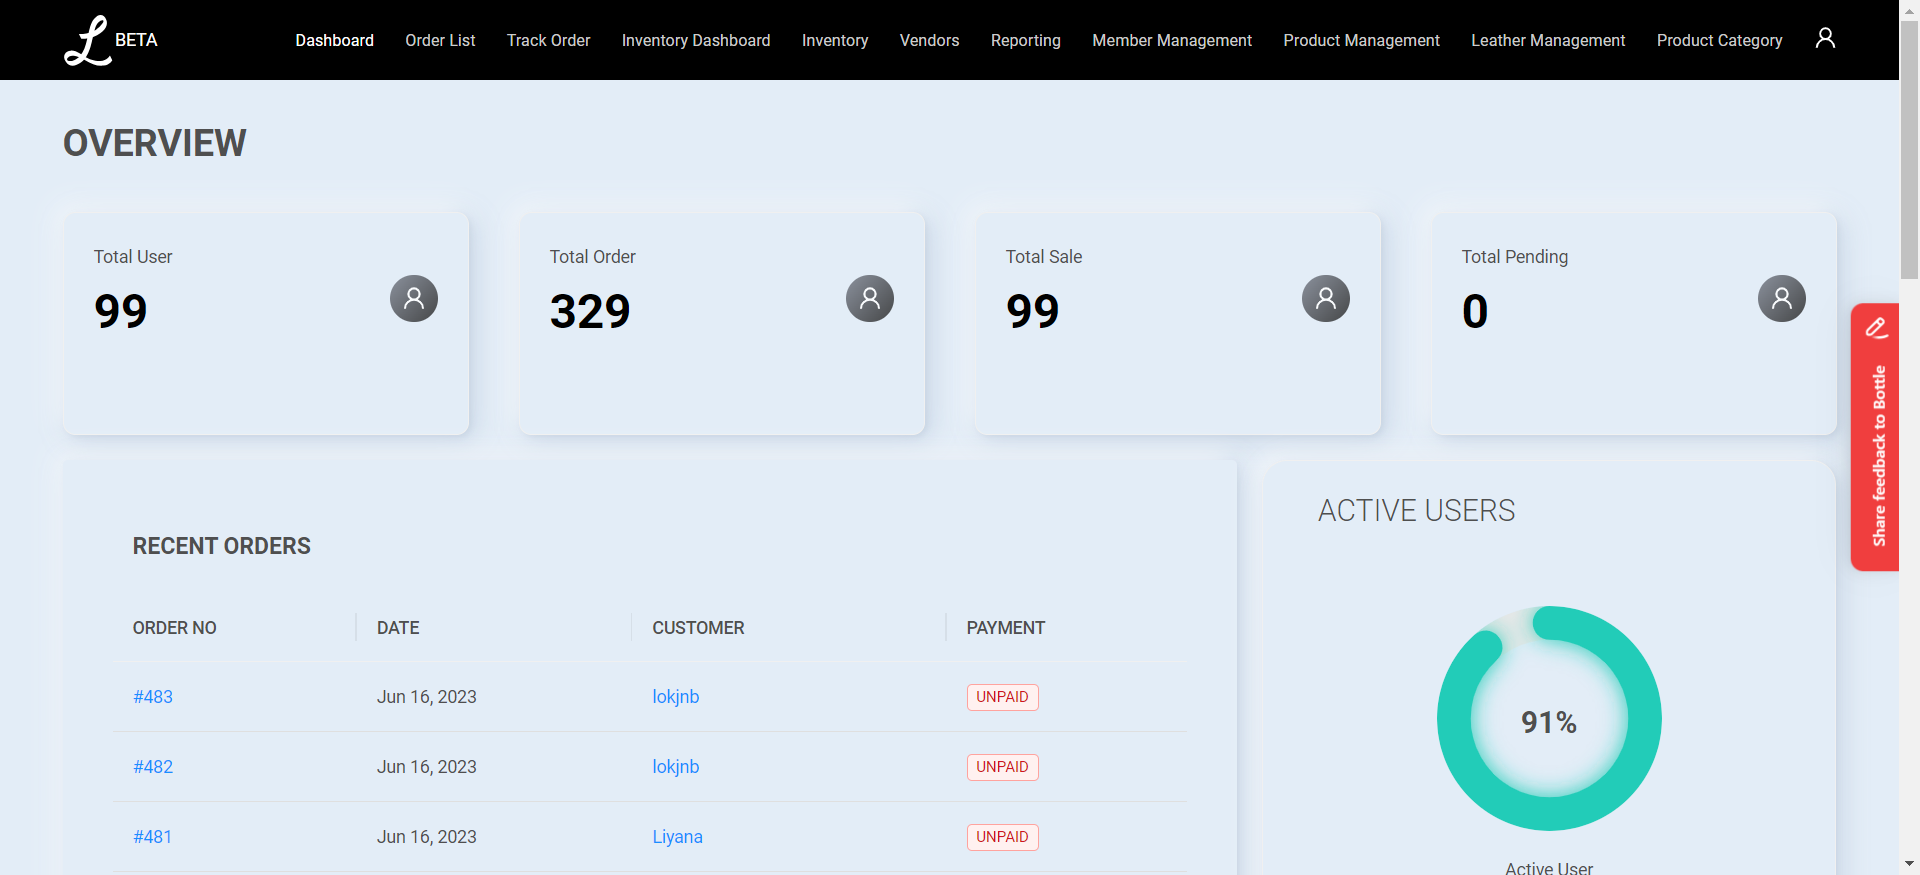 L BETA Dashboard Order List Track Order Inventory Dashboard Inventory Vendors Reporting Member Management Product Management Leather Management Product Category
OVERVIEW
Total User Total Order Total Sale Total Pending
99 329 99 0
Share feedback to Bottle
RECENT ORDERS
ORDER NO DATE CUSTOMER PAYMENT
#483 Jun 16, 2023 lokjnb UNPAID
#482 Jun 16, 2023 lokjnb UNPAID
#481 Jun 16, 2023 Liyana UNPAID
ACTIVE USERS
91%
Active User